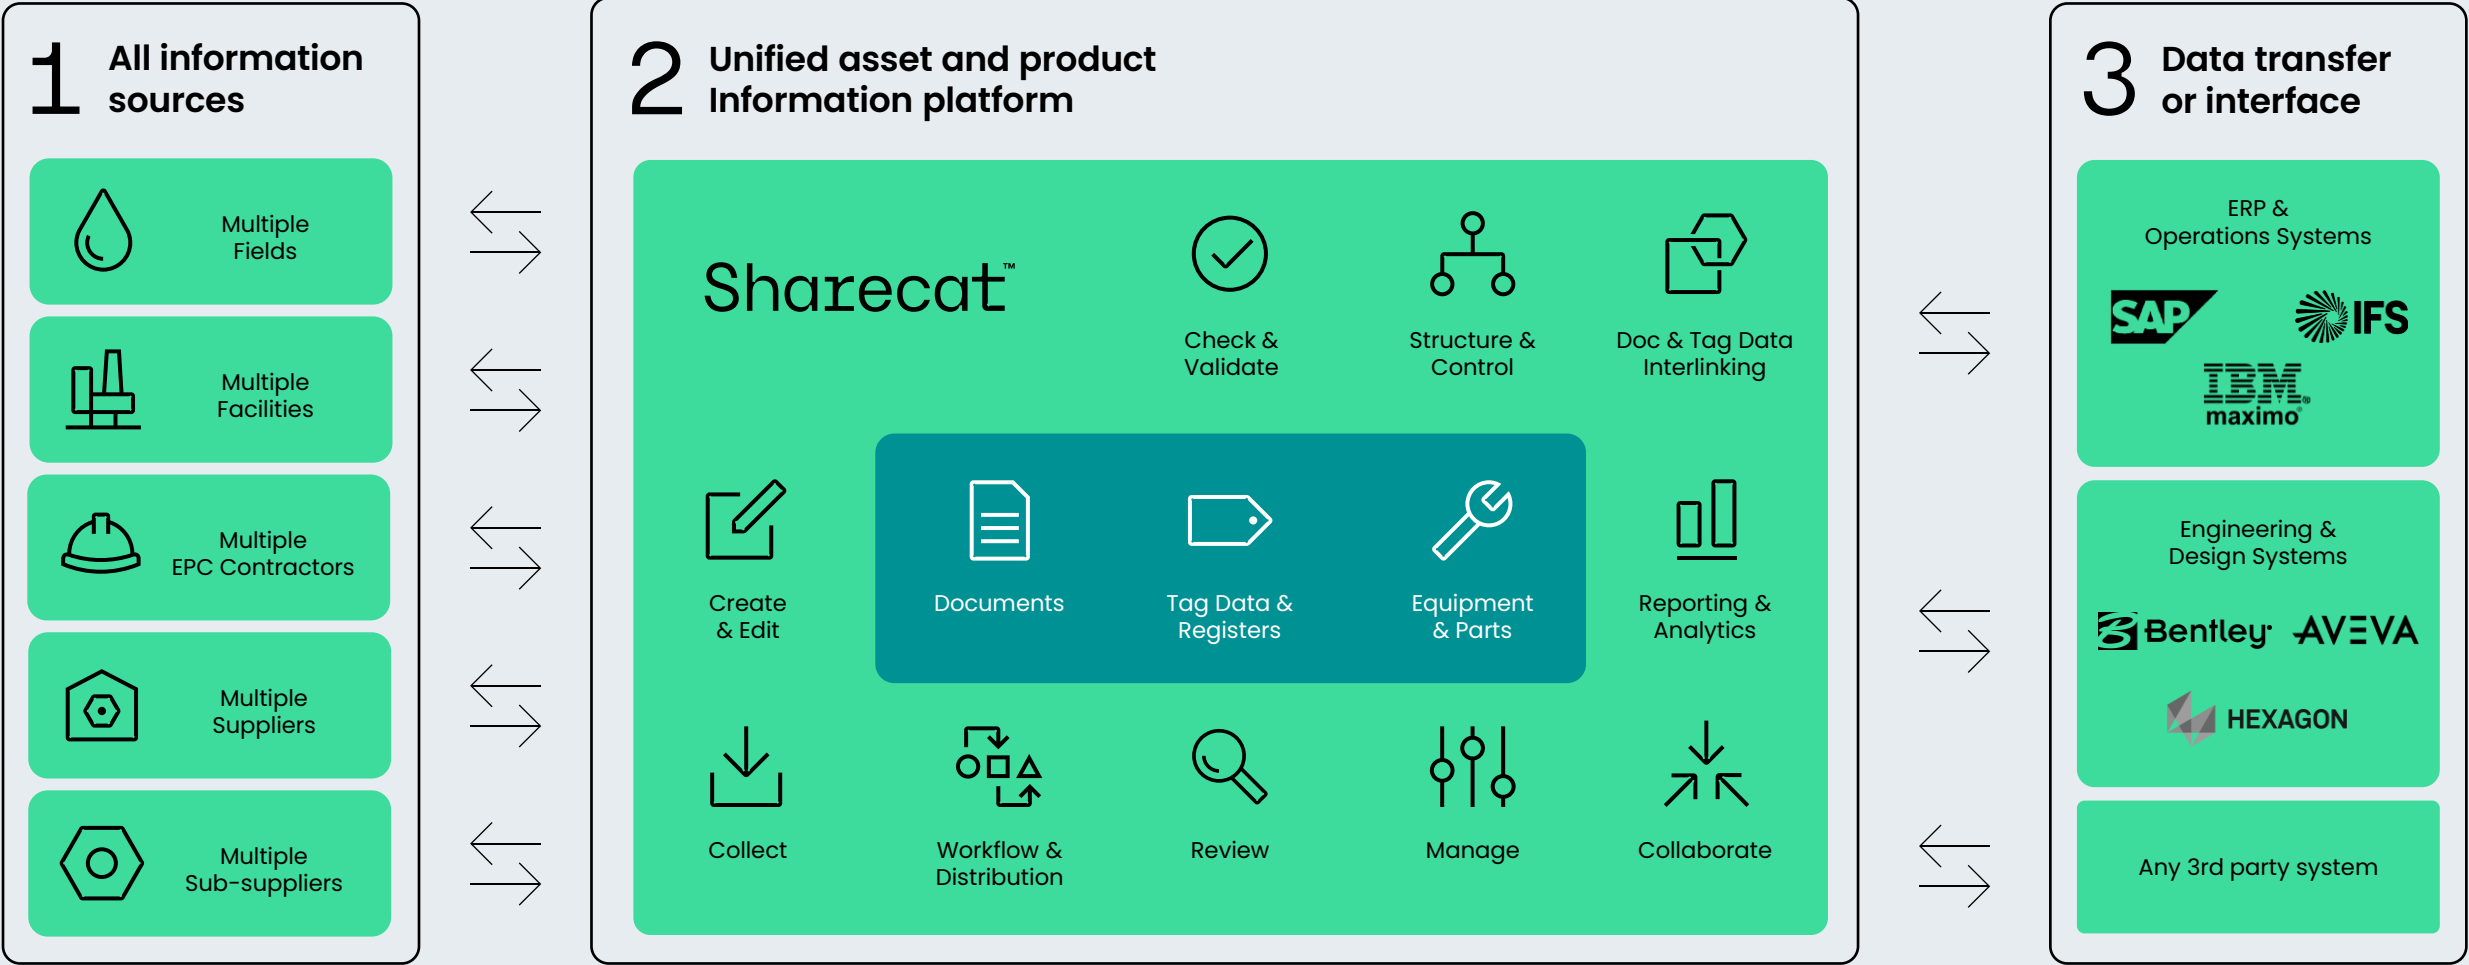 1
All information
sources
Multiple
Fields
Multiple
Facilities
Multiple
EPC Contractors
Multiple
Suppliers
Multiple
Sub-suppliers
2
Unified asset and product
Information platform
Sharecat™
Check &
Validate
Structure &
Control
Doc & Tag Data
Interlinking
Create
& Edit
Documents
Tag Data &
Registers
Equipment
& Parts
Reporting &
Analytics
Collect
Workflow &
Distribution
Review
Manage
Collaborate
3
Data transfer
or interface
ERP &
Operations Systems
SAP
IFS
IBM®
maximo®
Engineering &
Design Systems
Bentley
AVEVA
HEXAGON
Any 3rd party system